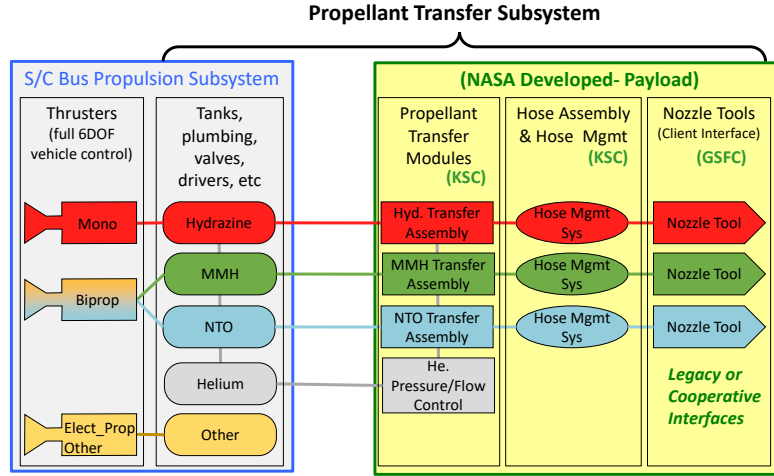 Propellant Transfer Subsystem
S/C Bus Propulsion Subsystem
(NASA Developed- Payload)
Thrusters
(full 6DOF
vehicle control)
Tanks,
plumbing,
valves,
drivers, etc
Propellant
Transfer
Modules
(KSC)
Hose Assembly
& Hose Mgmt
(KSC)
Nozzle Tools
(Client Interface)
(GSFC)
Mono
Hydrazine
Hyd. Transfer
Assembly
Hose Mgmt
Sys
Nozzle Tool
Biprop
MMH
MMH Transfer
Assembly
Hose Mgmt
Sys
Nozzle Tool
NTO
NTO Transfer
Assembly
Hose Mgmt
Sys
Nozzle Tool
Helium
He.
Pressure/Flow
Control
Legacy or
Cooperative
Interfaces
Elect_Prop
Other
Other